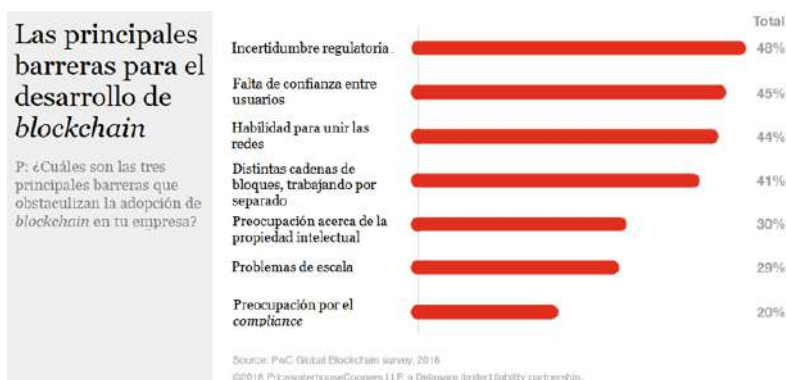 Las principales
barreras para el
desarrollo de
blockchain
P: ¿Cuáles son las tres
principales barreras que
obstaculizan la adopción de
blockchain en tu empresa?
Total
Incertidumbre regulatoria. 48%
Falta de confianza entre
usuarios 45%
Habilidad para unir las
redes 44%
Distintas cadenas de
bloques, trabajando por
separado 41%
Preocupación acerca de la
propiedad intelectual 30%
Problemas de escala 29%
Preocupación por el
compliance 20%
Source: PwC Global Blockchain survey, 2018
©2018 PricewaterhouseCoopers LLP, a Delaware limited liability partnership.